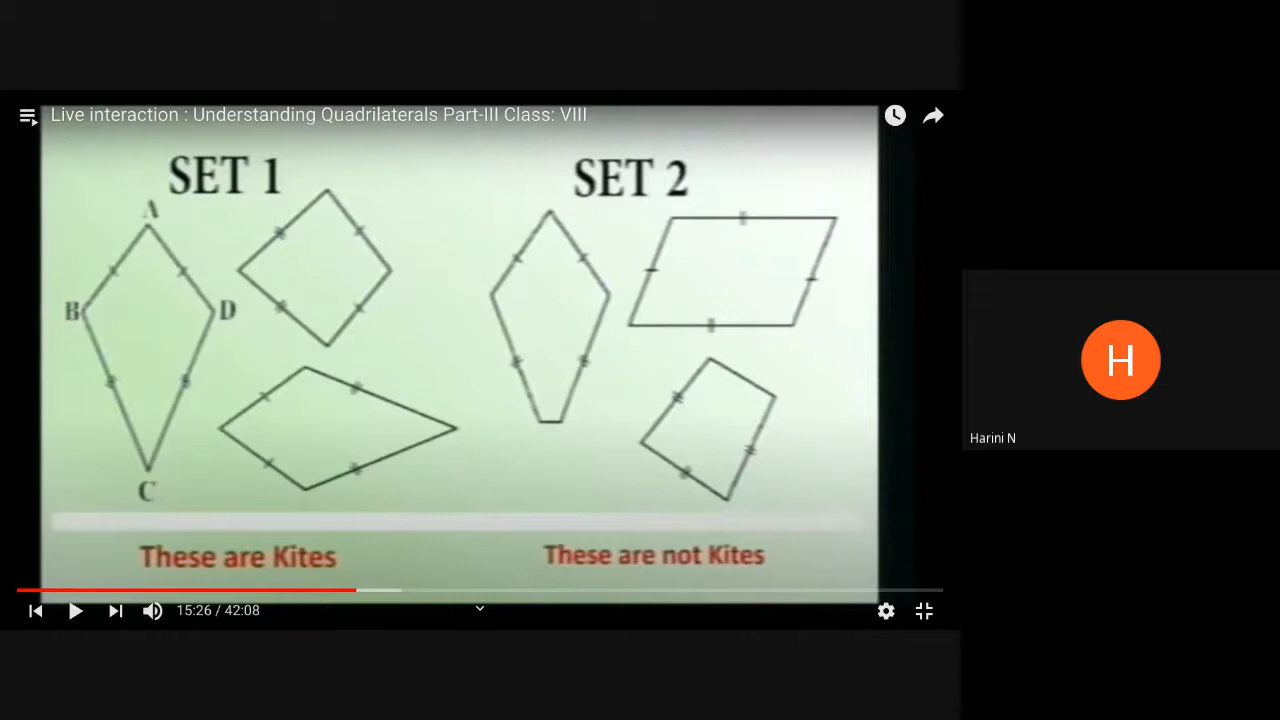 Live interaction : Understanding Quadrilaterals Part-III Class: VIII
SET 1
SET 2
A
B
D
C
These are Kites
These are not Kites
15:26 / 42:08
H
Harini N